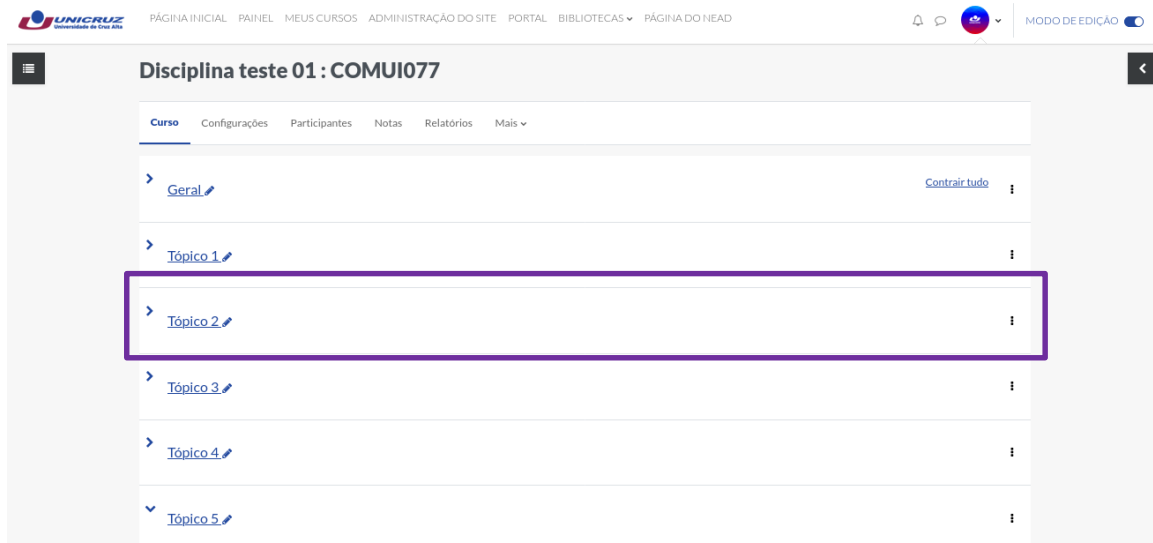 UNICRUZ
Universidade de Cruz Alta
PÁGINA INICIAL PAINEL MEUS CURSOS ADMINISTRAÇÃO DO SITE PORTAL BIBLIOTECAS PÁGINA DO NEAD
MODO DE EDIÇÃO
Disciplina teste 01 : COMUI077
Curso Configurações Participantes Notas Relatórios Mais
Geral
Contrair tudo
Tópico 1
Tópico 2
Tópico 3
Tópico 4
Tópico 5